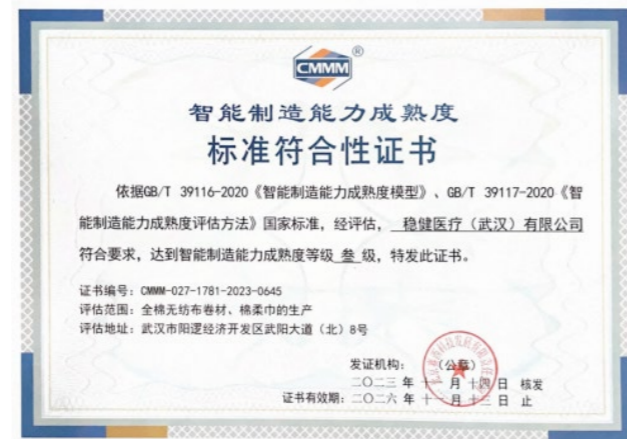 CMMM®
智能制造能力成熟度
标准符合性证书
依据GB/T 39116-2020《智能制造能力成熟度模型》、GB/T 39117-2020《智
能制造能力成熟度评估方法》国家标准，经评估， 稳健医疗（武汉）有限公司
符合要求，达到智能制造能力成熟度等级 叁 级，特发此证书。
证书编号：CMMM-027-1781-2023-0645
评估范围：全棉无纺布卷材、棉柔巾的生产
评估地址：武汉市阳逻经济开发区武阳大道（北）8号
发证机构： （公章）
二〇二三 年 十一 月 十四 日 核发
证书有效期：二〇二六 年 十一 月 十三 日 止